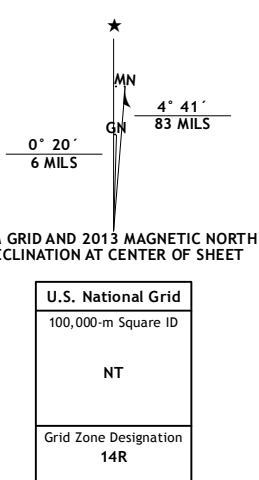 ★
MN
4° 41´
83 MILS
GN
0° 20´
6 MILS
GRID AND 2013 MAGNETIC NORTH
AT CENTER OF SHEET
U.S. National Grid
100,000-m Square ID
NT
Grid Zone Designation
14R